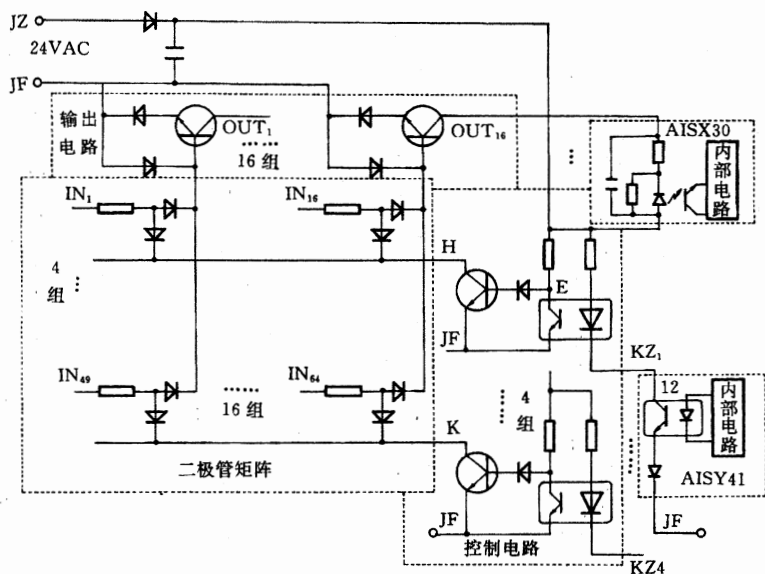 JZ
24VAC
JF
输出
电路
OUT₁
……
16 组
OUT₁₆
⋮
AISX30
内部电路
IN₁
……
IN₁₆
4
组
H
E
JF
KZ₁
IN₄₉
……
16 组
IN₆₄
……
4
组
12
内部电路
AISY41
K
二极管矩阵
JF
控制电路
JF
KZ4